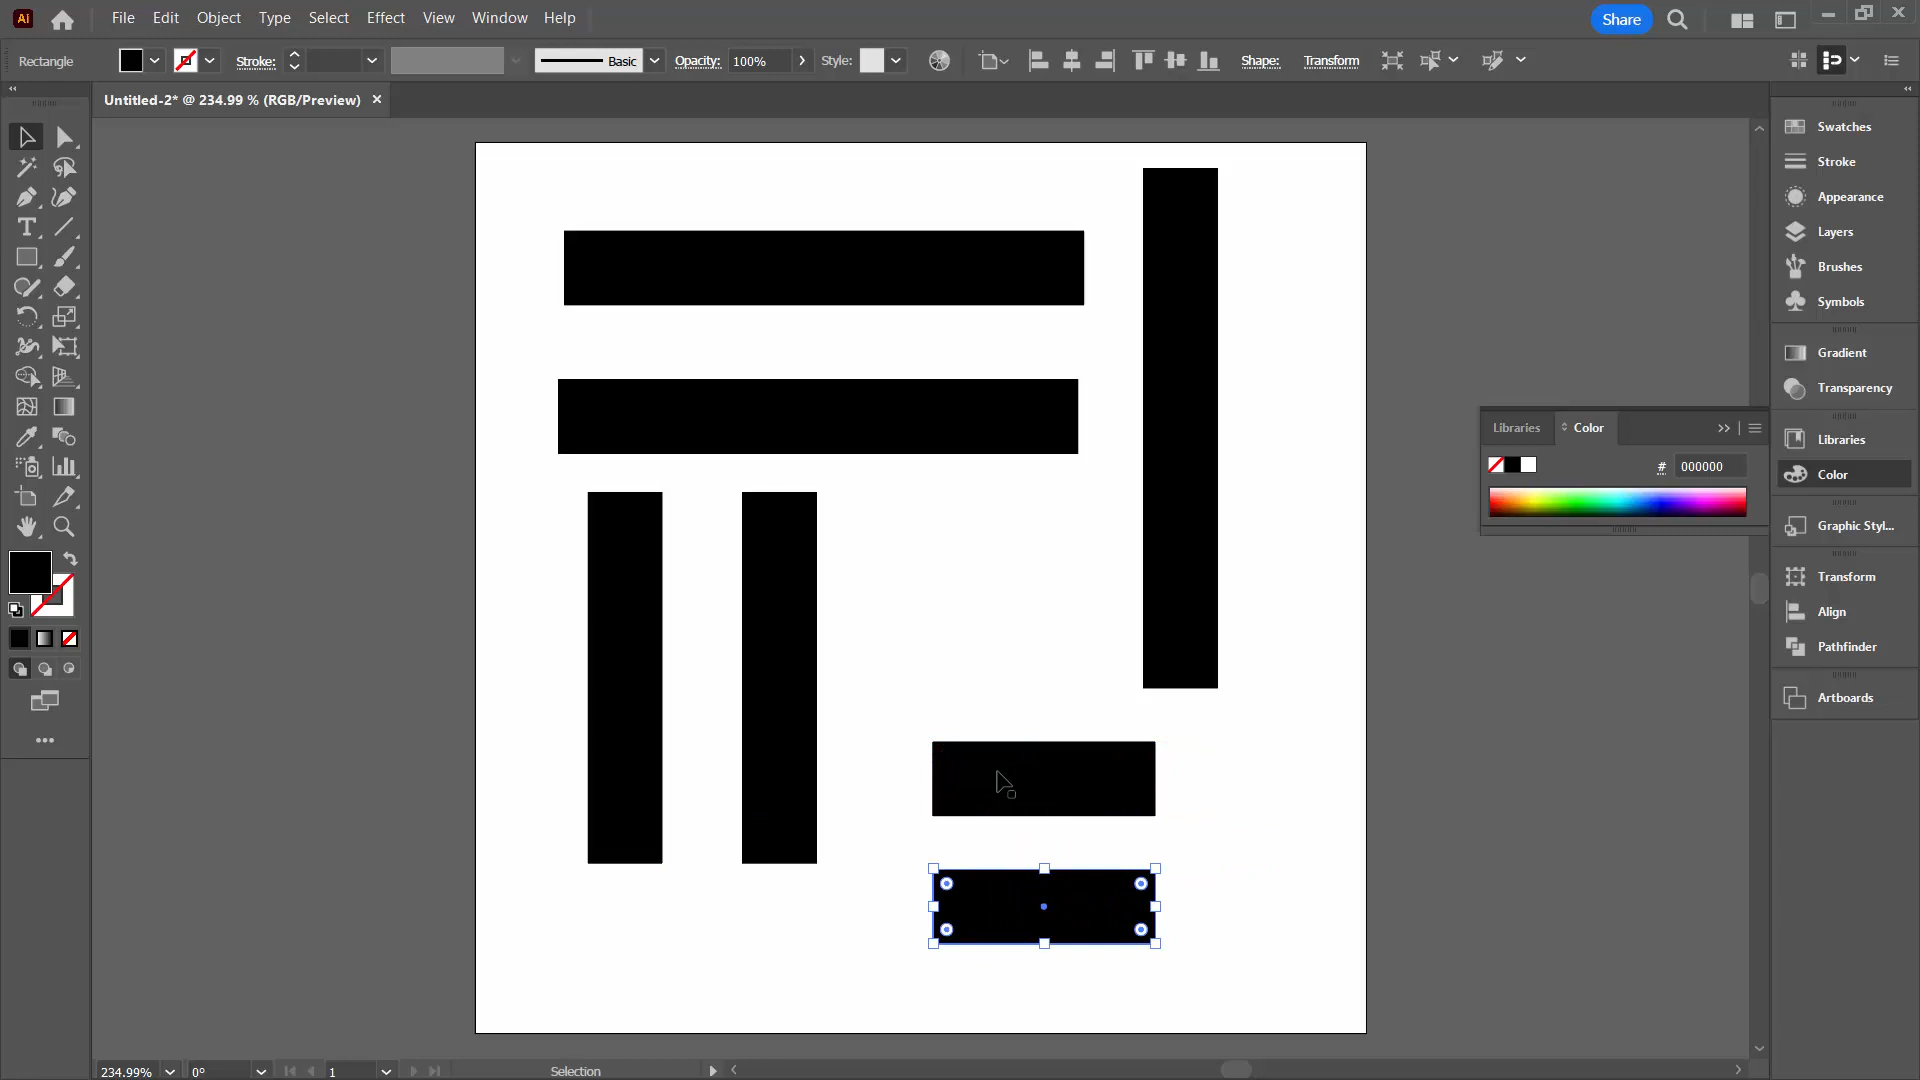 Ai File Edit Object Type Select Effect View Window Help Share
Rectangle Stroke: Basic Opacity: 100% Style: Shape: Transform
Untitled-2* @ 234.99 % (RGB/Preview) ×
Swatches
Stroke
Appearance
Layers
Brushes
Symbols
Gradient
Transparency
Libraries
Color
Graphic Styl...
Transform
Align
Pathfinder
Artboards
Libraries Color
# 000000
234.99% 0° 1 Selection